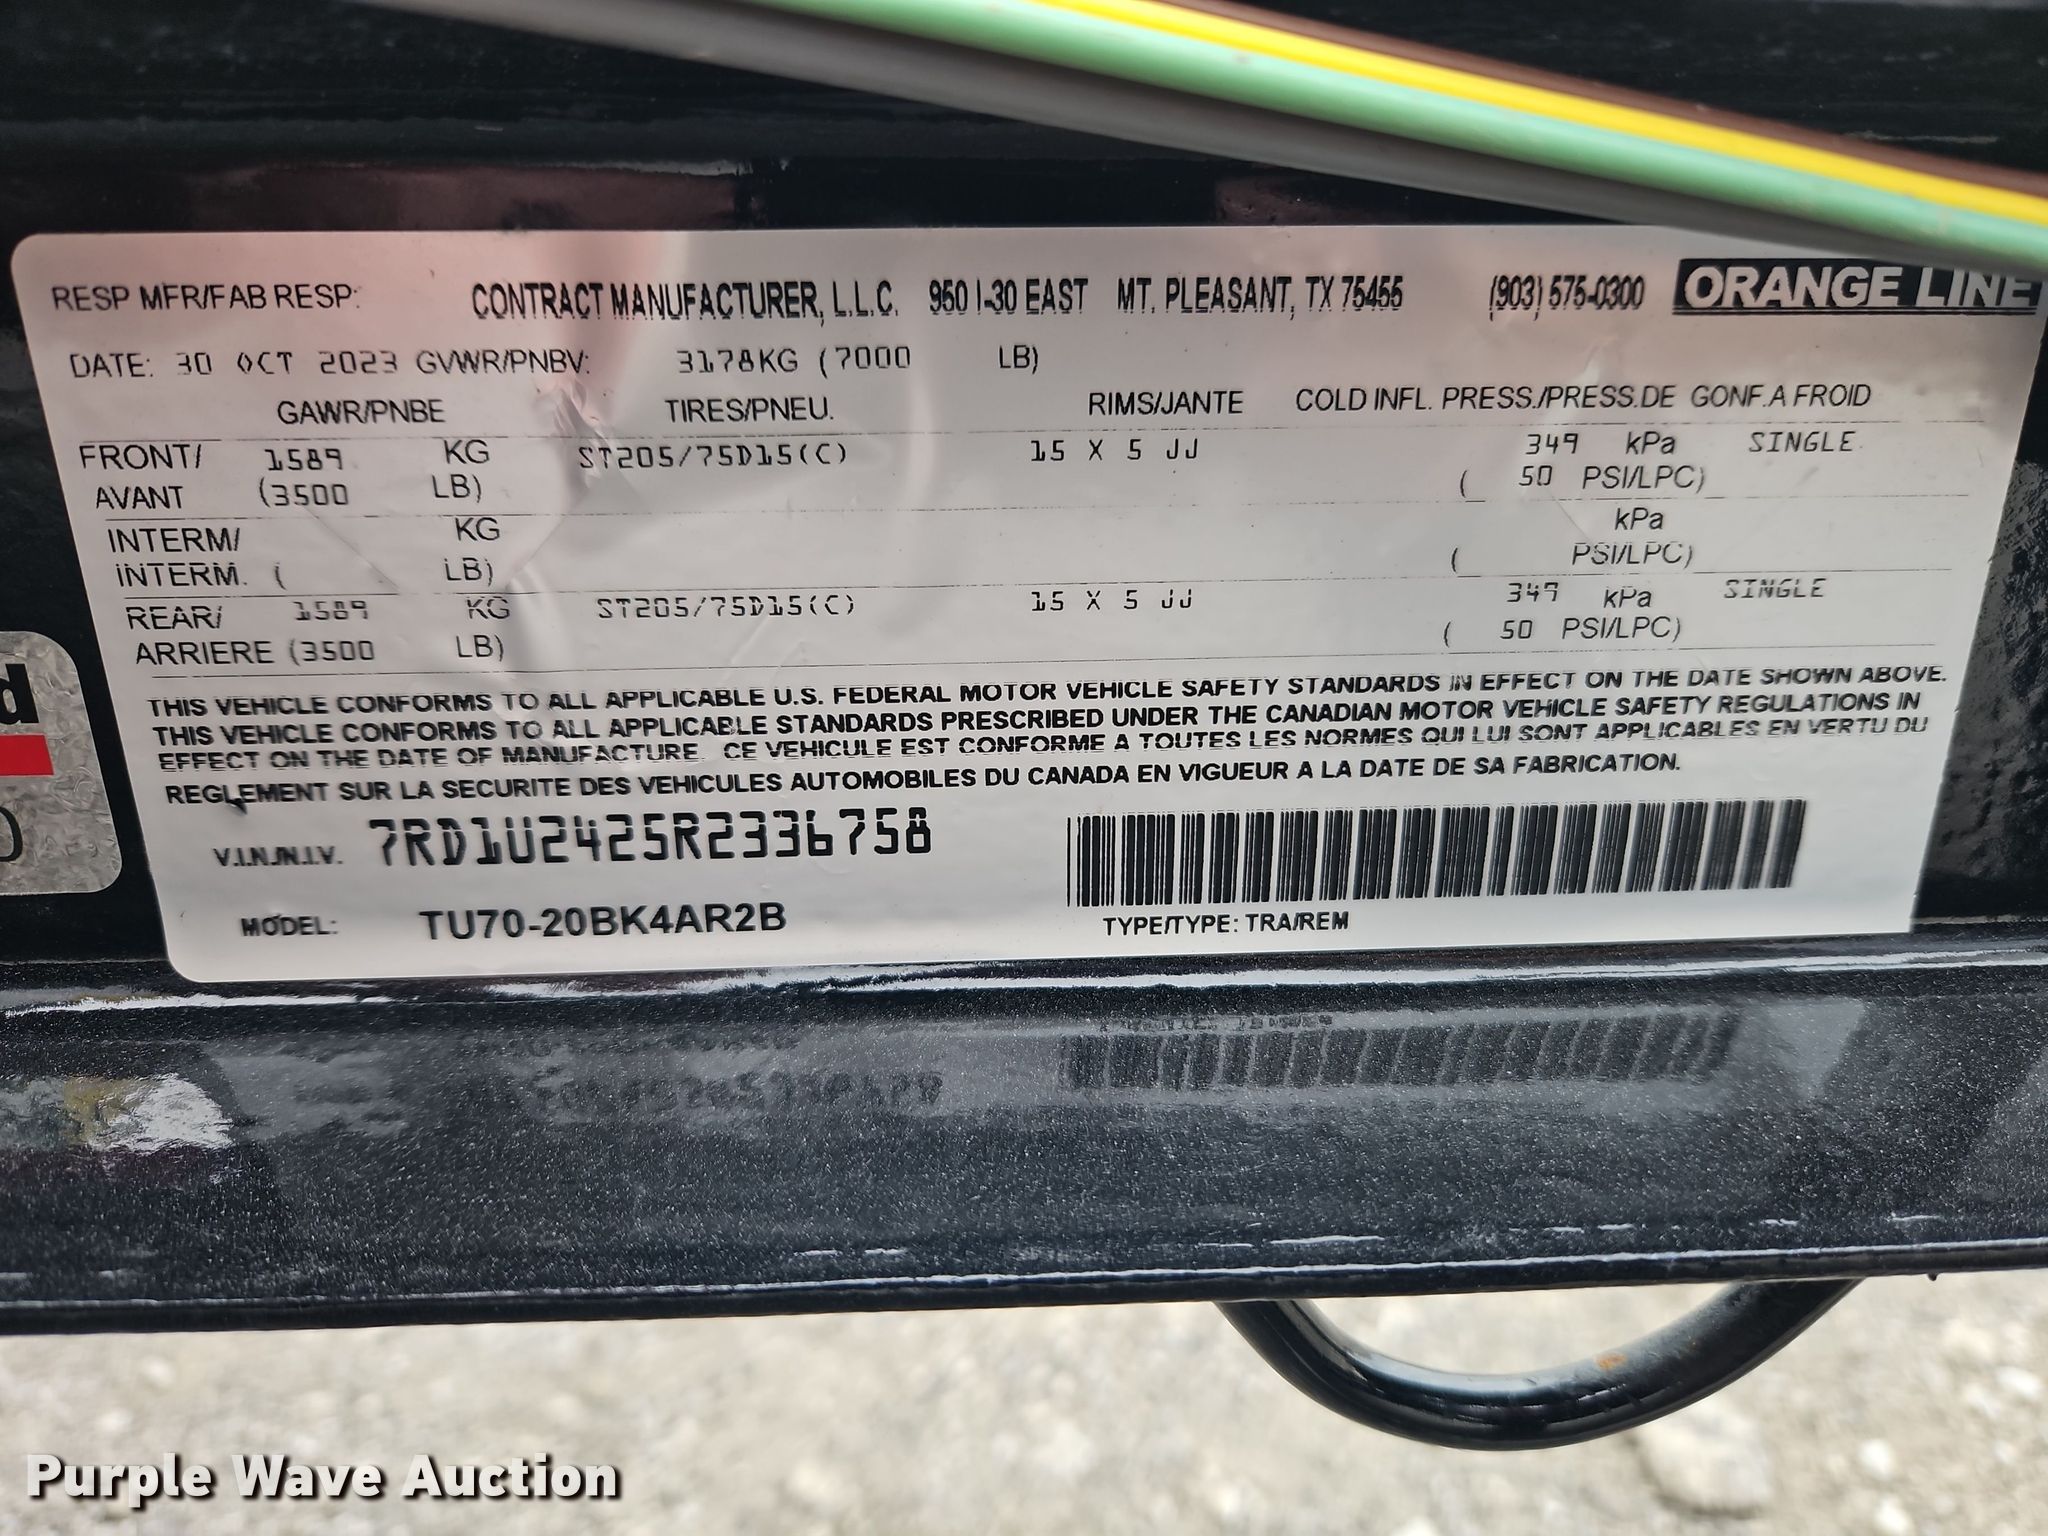 RESP MFR/FAB RESP: CONTRACT MANUFACTURER, L.L.C. 950 I-30 EAST MT. PLEASANT, TX 75455 (903) 575-0300 ORANGE LINE
DATE: 30 OCT 2023 GVWR/PNBV: 3178KG (7000 LB)
GAWR/PNBE TIRES/PNEU. RIMS/JANTE COLD INFL. PRESS./PRESS.DE GONF.A FROID
FRONT/ 1589 KG ST205/75D15(C) 15 X 5 JJ 349 kPa SINGLE
AVANT (3500 LB) ( 50 PSI/LPC)
INTERM/ KG kPa
INTERM. ( LB) ( PSI/LPC)
REAR/ 1589 KG ST205/75D15(C) 15 X 5 JJ 349 kPa SINGLE
ARRIERE (3500 LB) ( 50 PSI/LPC)
THIS VEHICLE CONFORMS TO ALL APPLICABLE U.S. FEDERAL MOTOR VEHICLE SAFETY STANDARDS IN EFFECT ON THE DATE SHOWN ABOVE.
THIS VEHICLE CONFORMS TO ALL APPLICABLE STANDARDS PRESCRIBED UNDER THE CANADIAN MOTOR VEHICLE SAFETY REGULATIONS IN
EFFECT ON THE DATE OF MANUFACTURE. CE VEHICULE EST CONFORME A TOUTES LES NORMES QUI LUI SONT APPLICABLES EN VERTU DU
REGLEMENT SUR LA SECURITE DES VEHICULES AUTOMOBILES DU CANADA EN VIGUEUR A LA DATE DE SA FABRICATION.
V.I.N./N.I.V. 7RD1U2425R2336758
MODEL: TU70-20BK4AR2B TYPE/TYPE: TRA/REM
Purple Wave Auction